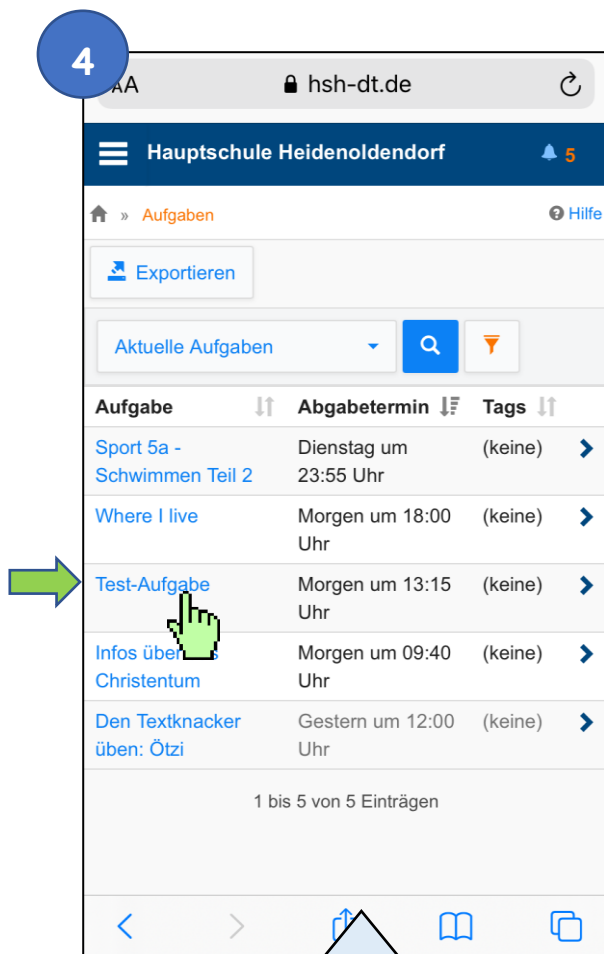 4
AA hsh-dt.de
Hauptschule Heidenoldendorf 5
» Aufgaben Hilfe
Exportieren
Aktuelle Aufgaben
Aufgabe Abgabetermin Tags
Sport 5a - Dienstag um (keine)
Schwimmen Teil 2 23:55 Uhr
Where I live Morgen um 18:00 (keine)
Uhr
Test-Aufgabe Morgen um 13:15 (keine)
Uhr
Infos über Morgen um 09:40 (keine)
Christentum Uhr
Den Textknacker Gestern um 12:00 (keine)
üben: Ötzi Uhr
1 bis 5 von 5 Einträgen